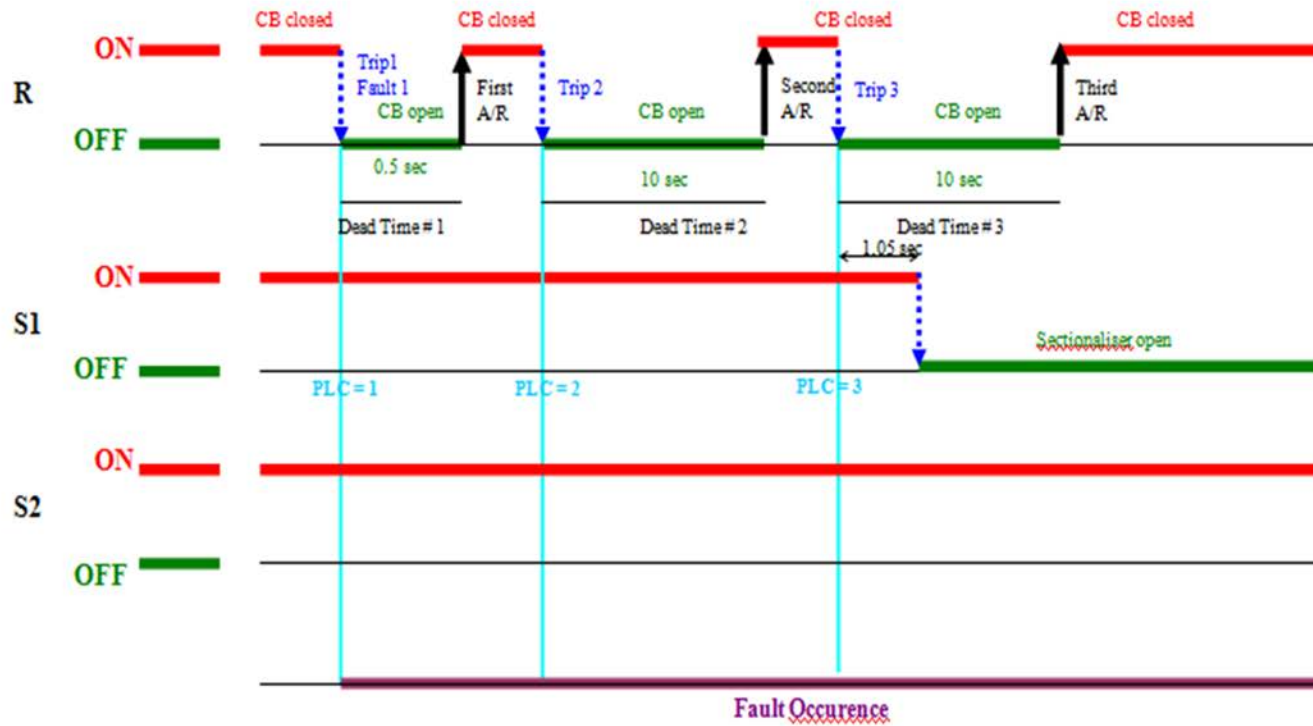 CB closed
CB closed
CB closed
CB closed
ON
R
Trip1
Fault 1
First
A/R
Trip 2
Second
A/R
Trip 3
Third
A/R
CB open
CB open
CB open
OFF
0.5 sec
10 sec
10 sec
Dead Time # 1
Dead Time # 2
Dead Time # 3
1.05 sec
ON
S1
Sectionaliser open
OFF
PLC = 1
PLC = 2
PLC = 3
ON
S2
OFF
Fault Occurence